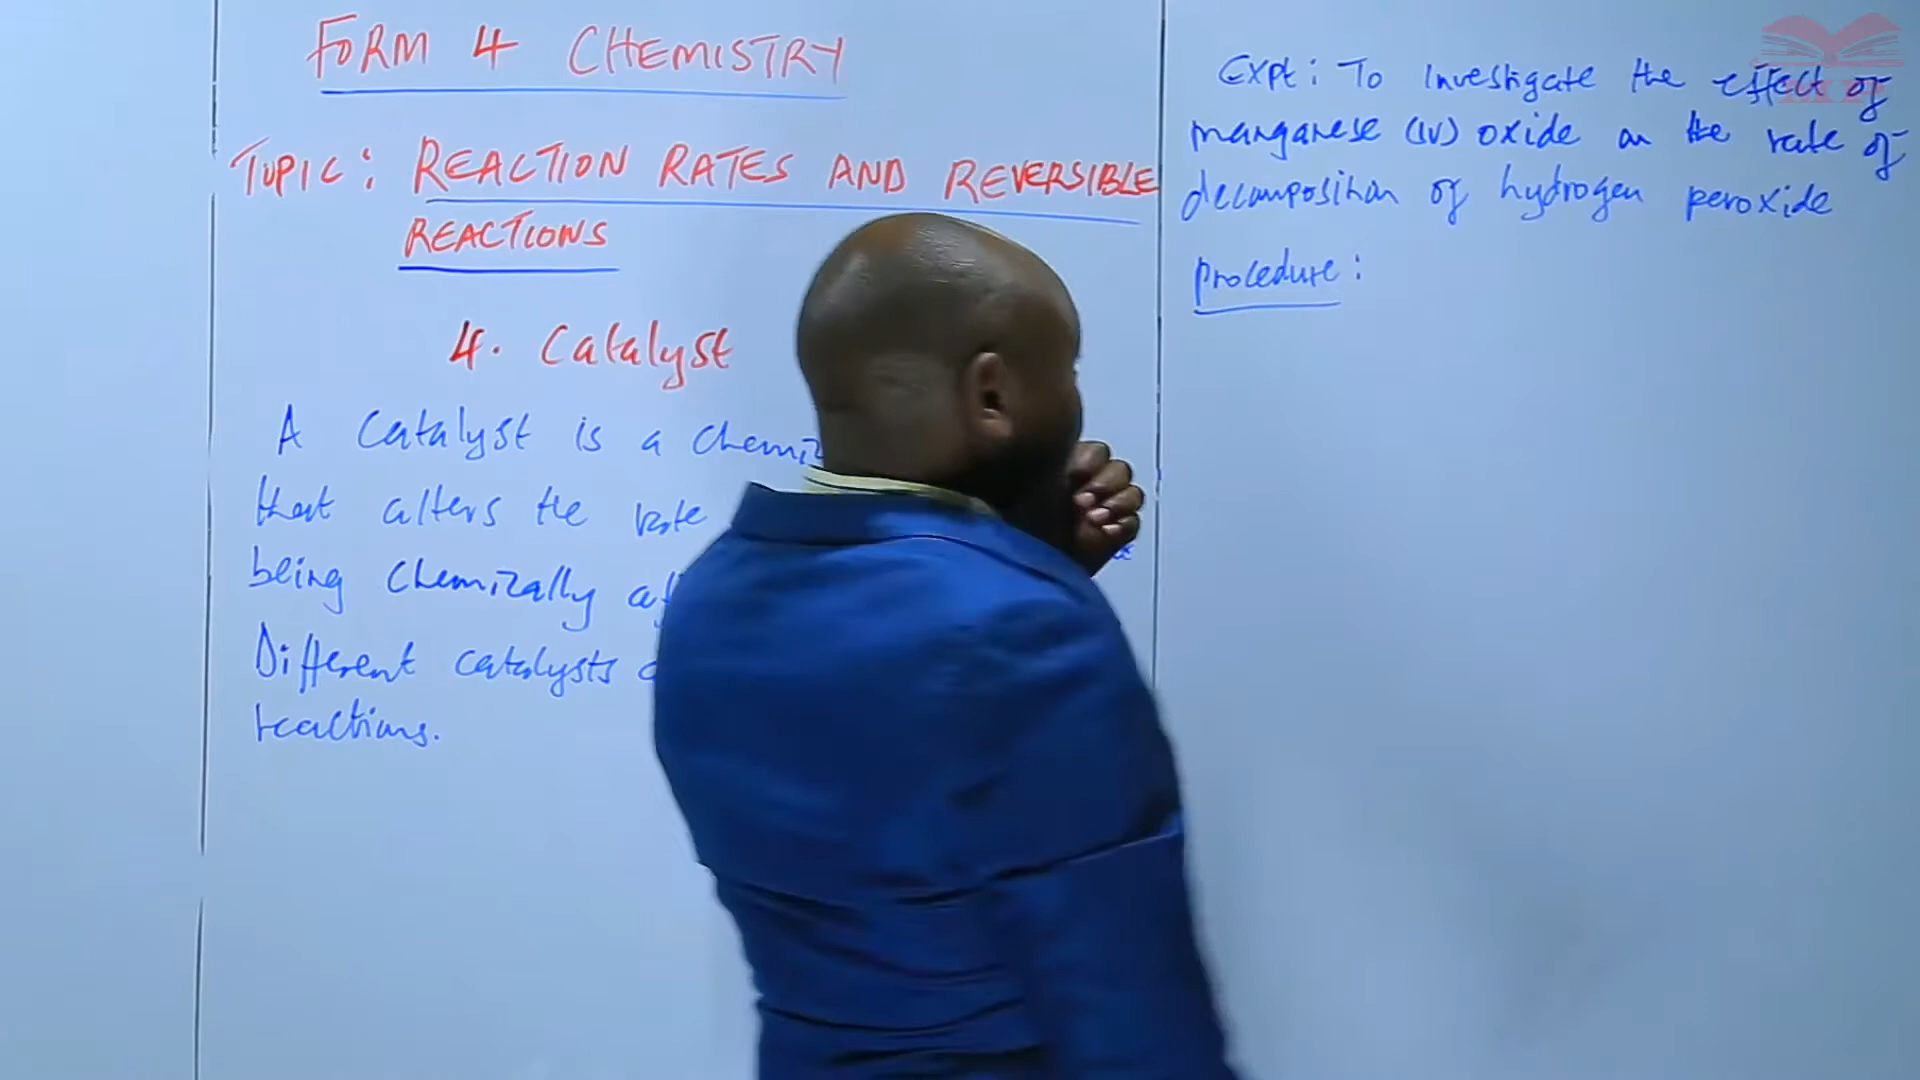 FORM 4 CHEMISTRY
TOPIC: REACTION RATES AND REVERSIBLE
REACTIONS
4. Catalyst
A catalyst is a
that alters the rate
being chemically
Different catalysts
reactions.
Expt: To investigate the effect of
manganese (IV) oxide on the rate of
decomposition of hydrogen peroxide
procedure: